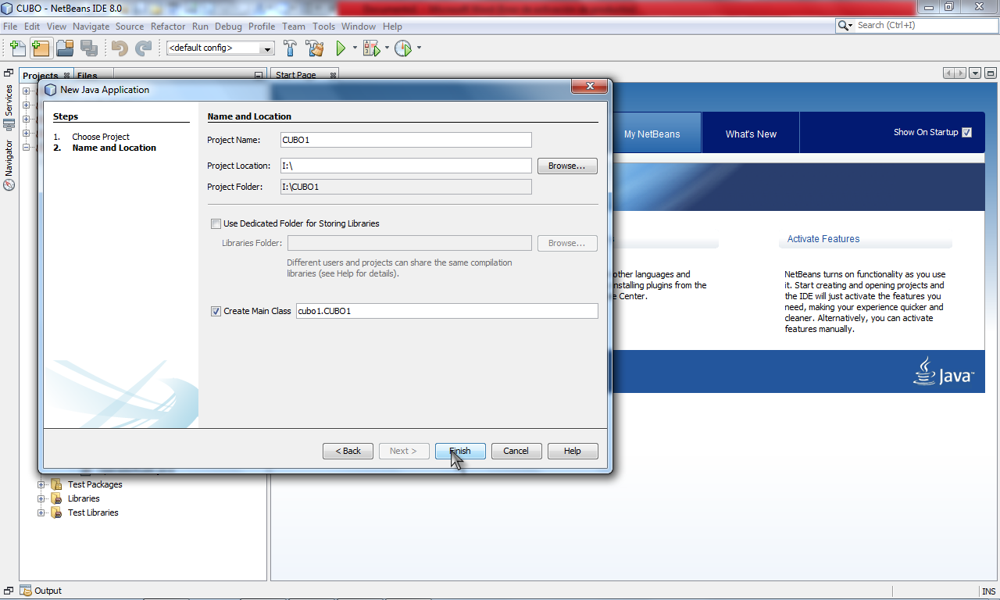 CUBO - NetBeans IDE 8.0
File Edit View Navigate Source Refactor Run Debug Profile Team Tools Window Help
Search (Ctrl+I)
<default config>
Projects Files
Start Page
Services
Navigator
New Java Application
Steps
1. Choose Project
2. Name and Location
Name and Location
Project Name: CUBO1
Project Location: I:\ Browse...
Project Folder: I:\CUBO1
Use Dedicated Folder for Storing Libraries
Libraries Folder: Browse...
Different users and projects can share the same compilation
libraries (see Help for details).
Create Main Class cubo1.CUBO1
< Back Next > Finish Cancel Help
My NetBeans What's New Show On Startup
Activate Features
other languages and
nstalling plugins from the
Center.
NetBeans turns on functionality as you use
it. Start creating and opening projects and
the IDE will just activate the features you
need, making your experience quicker and
cleaner. Alternatively, you can activate
features manually.
Java™
Test Packages
Libraries
Test Libraries
Output
INS